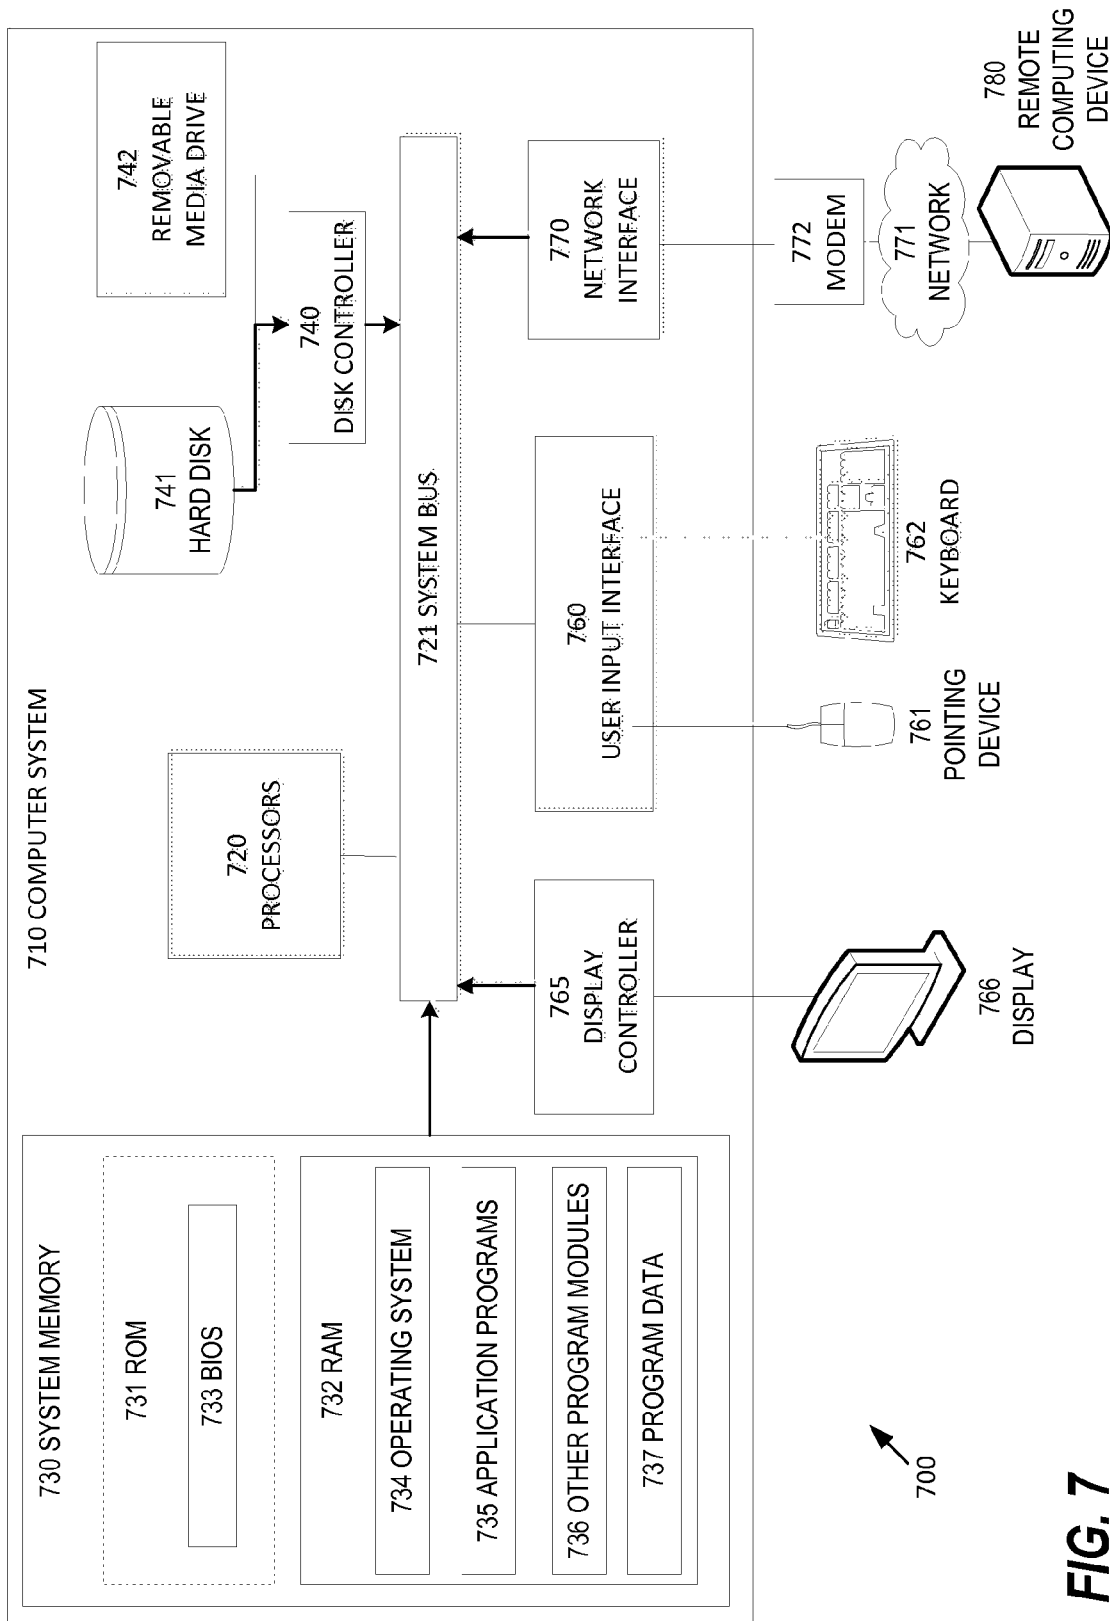 710 COMPUTER SYSTEM
730 SYSTEM MEMORY
731 ROM
733 BIOS
732 RAM
734 OPERATING SYSTEM
735 APPLICATION PROGRAMS
736 OTHER PROGRAM MODULES
737 PROGRAM DATA
720
PROCESSORS
741
HARD DISK
742
REMOVABLE
MEDIA DRIVE
740
DISK CONTROLLER
721 SYSTEM BUS
765
DISPLAY
CONTROLLER
760
USER INPUT INTERFACE
770
NETWORK
INTERFACE
772
MODEM
771
NETWORK
766
DISPLAY
761
POINTING
DEVICE
762
KEYBOARD
780
REMOTE
COMPUTING
DEVICE
700
FIG. 7